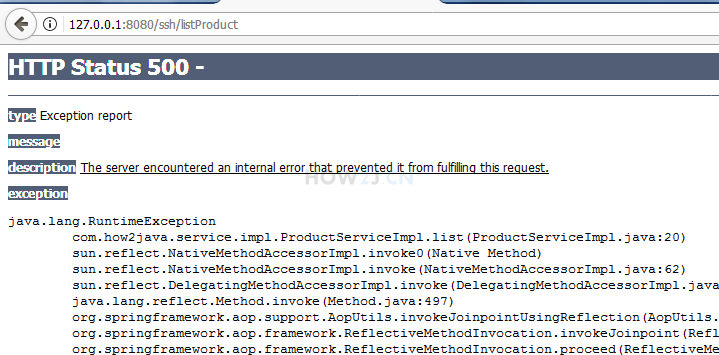 127.0.0.1:8080/ssh/listProduct
HTTP Status 500 -
type Exception report
message
description The server encountered an internal error that prevented it from fulfilling this request.
HOW2J.CN
exception
java.lang.RuntimeException
com.how2java.service.impl.ProductServiceImpl.list(ProductServiceImpl.java:20)
sun.reflect.NativeMethodAccessorImpl.invoke0(Native Method)
sun.reflect.NativeMethodAccessorImpl.invoke(NativeMethodAccessorImpl.java:62)
sun.reflect.DelegatingMethodAccessorImpl.invoke(DelegatingMethodAccessorImpl.java
java.lang.reflect.Method.invoke(Method.java:497)
org.springframework.aop.support.AopUtils.invokeJoinpointUsingReflection(AopUtils.
org.springframework.aop.framework.ReflectiveMethodInvocation.invokeJoinpoint(Refl
org.springframework.aop.framework.ReflectiveMethodInvocation.proceed(ReflectiveMe